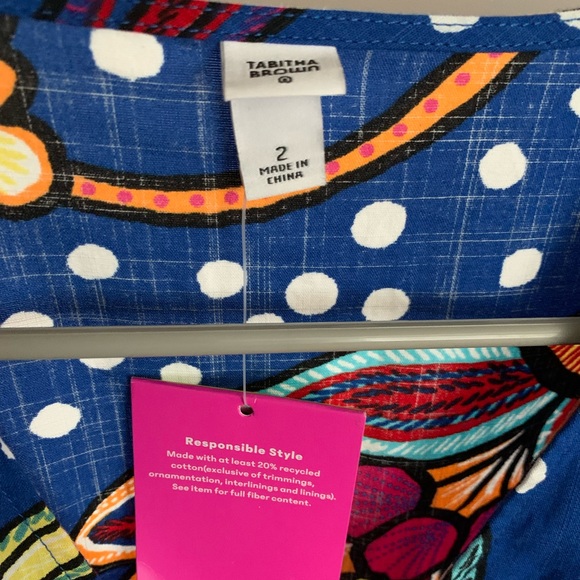 TABITHA
BROWN
2
MADE IN
CHINA
Responsible Style
Made with at least 20% recycled
cotton(exclusive of trimmings,
ornamentation, interlinings and linings).
See item for full fiber content.